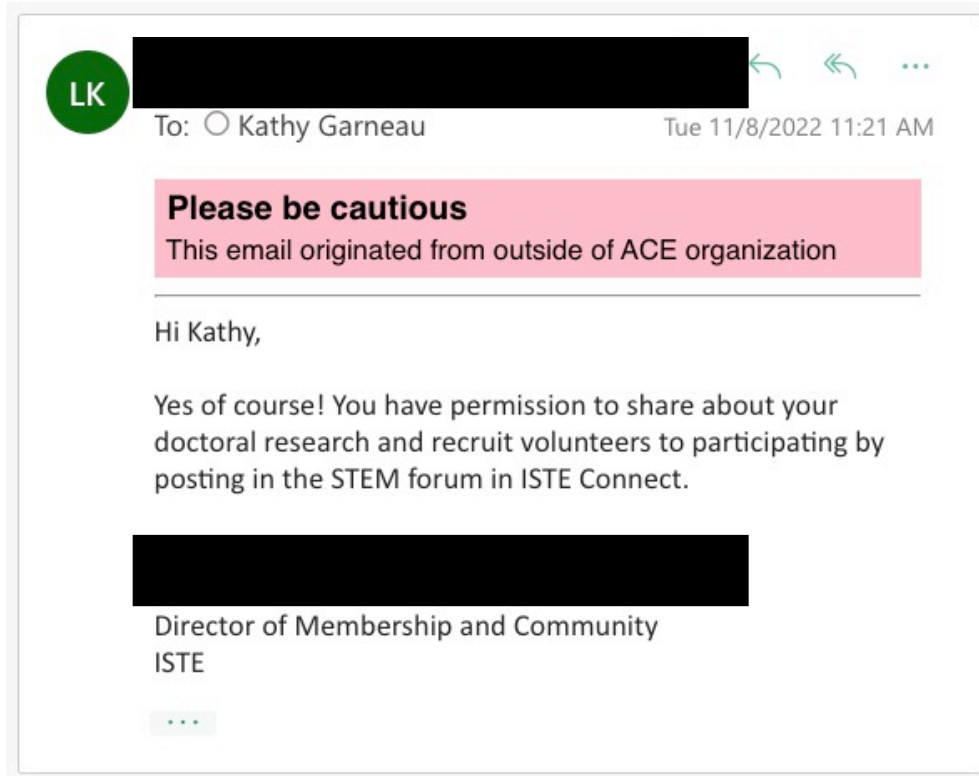 LK
To: Kathy Garneau
Tue 11/8/2022 11:21 AM
Please be cautious
This email originated from outside of ACE organization
Hi Kathy,
Yes of course! You have permission to share about your
doctoral research and recruit volunteers to participating by
posting in the STEM forum in ISTE Connect.
Director of Membership and Community
ISTE